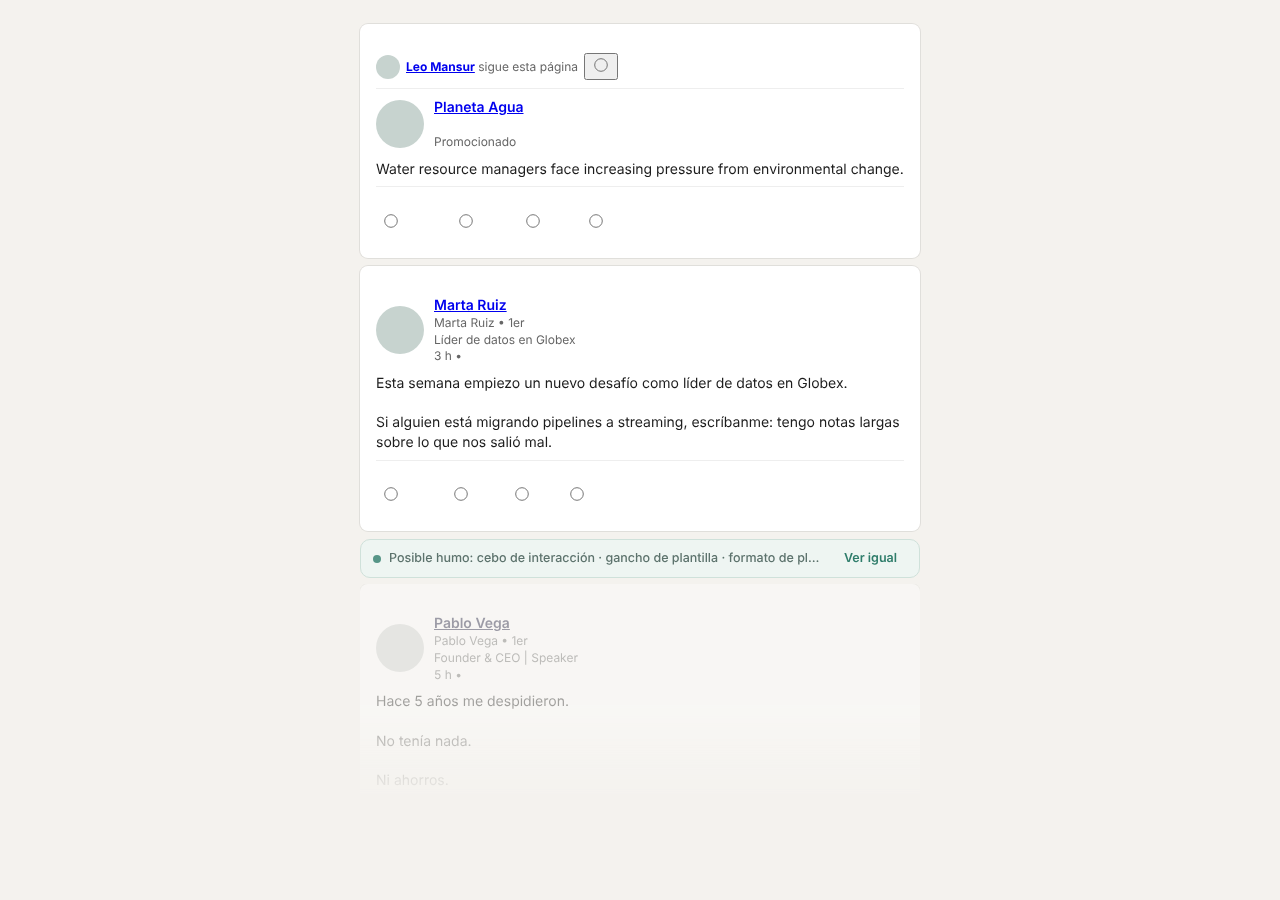 Leo Mansur sigue esta página
Planeta Agua
Promocionado
Water resource managers face increasing pressure from environmental change.
Marta Ruiz
Marta Ruiz • 1er
Líder de datos en Globex
3 h •
Esta semana empiezo un nuevo desafío como líder de datos en Globex.
Si alguien está migrando pipelines a streaming, escríbanme: tengo notas largas
sobre lo que nos salió mal.
Posible humo: cebo de interacción · gancho de plantilla · formato de pl... Ver igual
Pablo Vega
Pablo Vega • 1er
Founder & CEO | Speaker
5 h •
Hace 5 años me despidieron.
No tenía nada.
Ni ahorros.